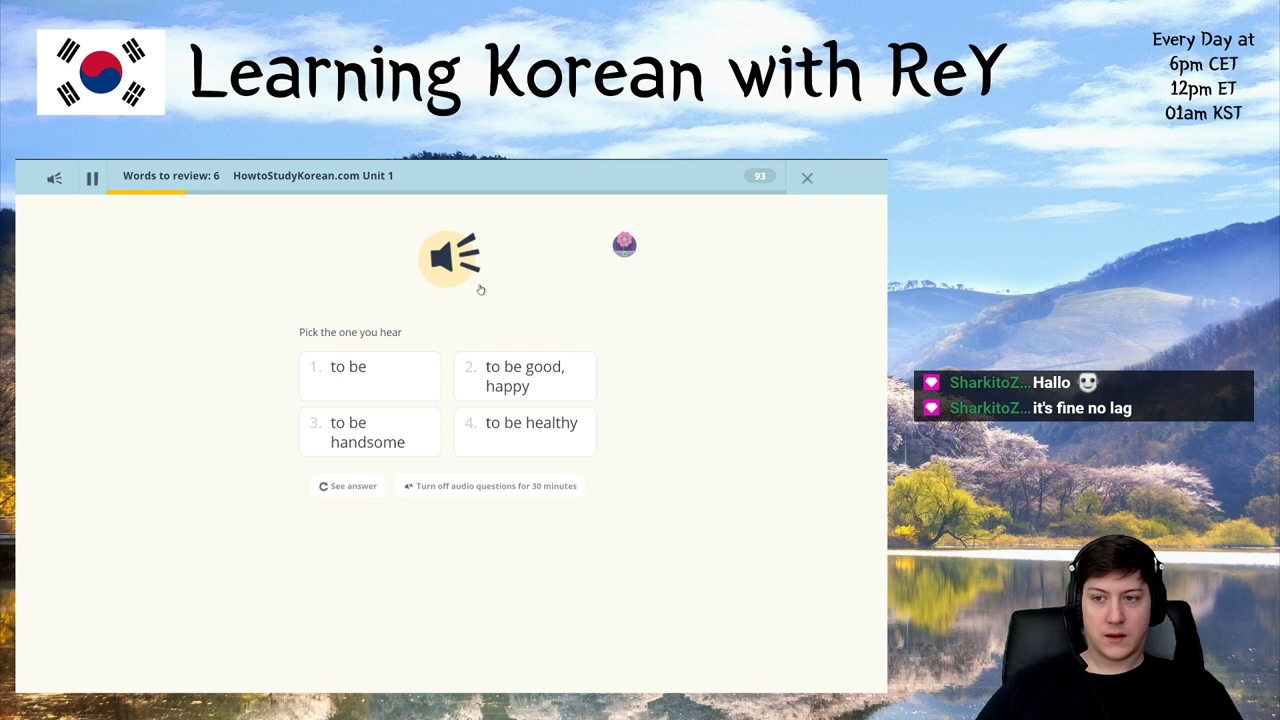 Learning Korean with ReY
Every Day at
6pm CET
12pm ET
01am KST
Words to review: 6 HowtoStudyKorean.com Unit 1
93
Pick the one you hear
1. to be
2. to be good,
happy
3. to be
handsome
4. to be healthy
See answer
Turn off audio questions for 30 minutes
SharkitoZ... Hallo
SharkitoZ... it's fine no lag